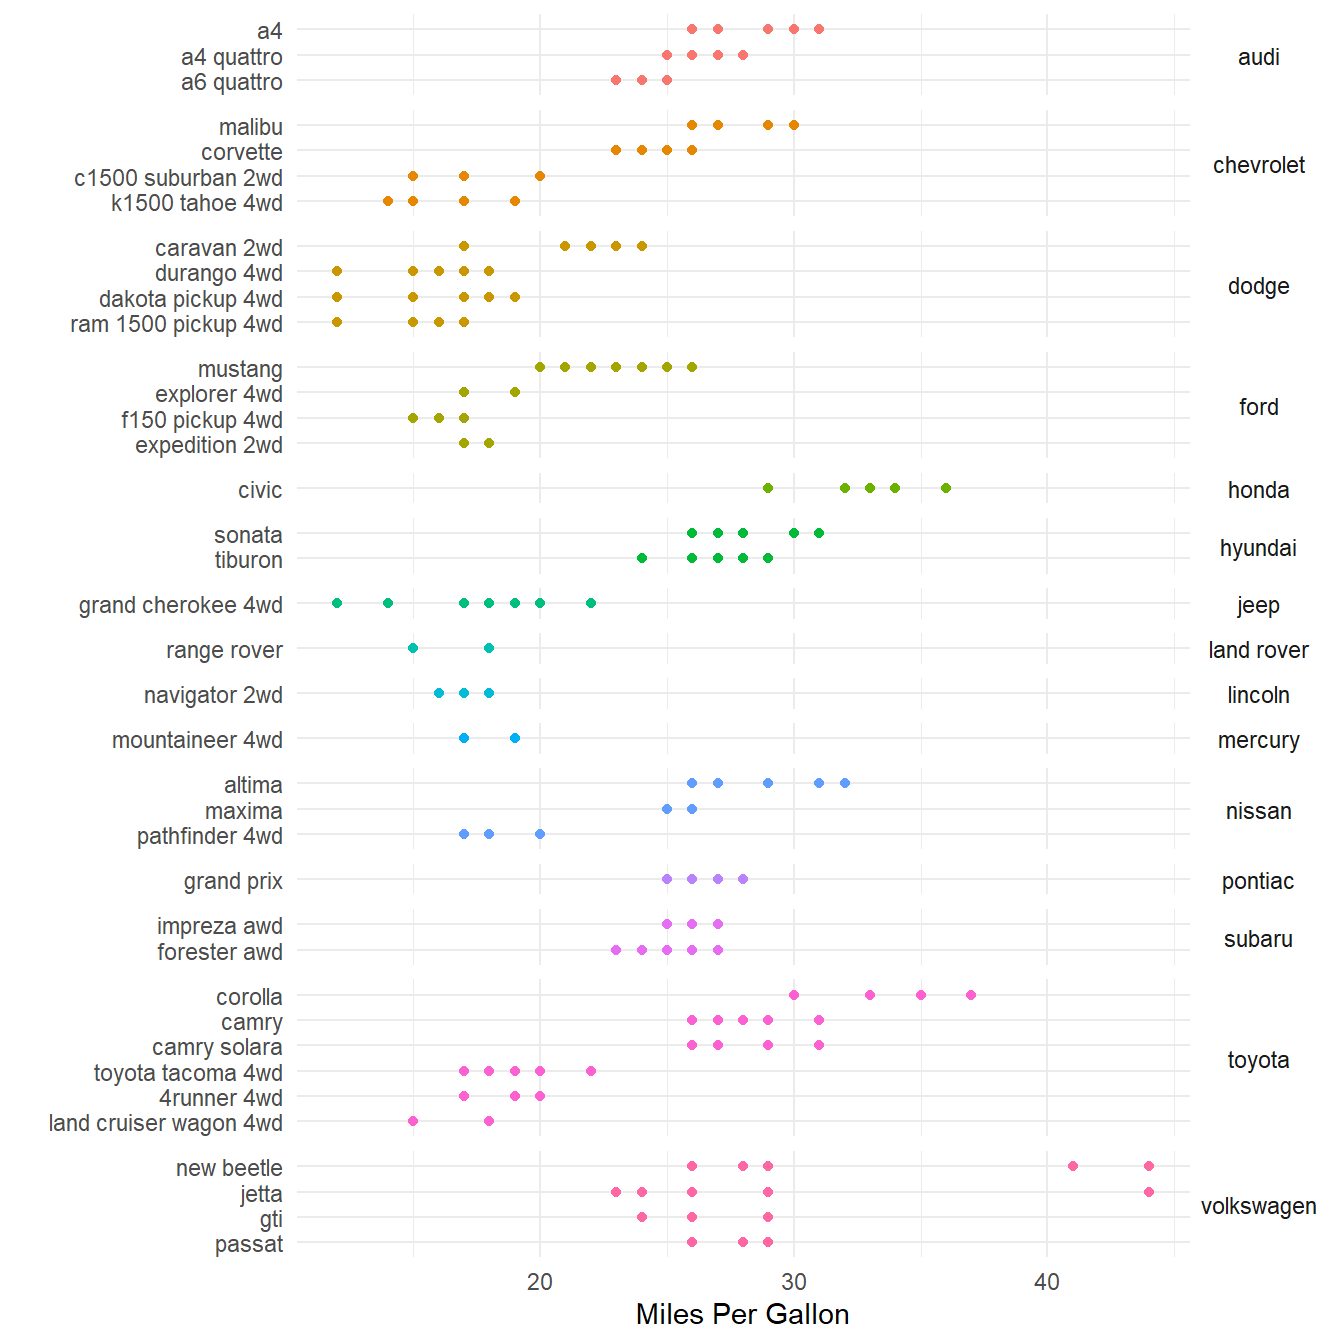 a4
a4 quattro
a6 quattro
audi
malibu
corvette
c1500 suburban 2wd
k1500 tahoe 4wd
chevrolet
caravan 2wd
durango 4wd
dakota pickup 4wd
ram 1500 pickup 4wd
dodge
mustang
explorer 4wd
f150 pickup 4wd
expedition 2wd
ford
civic
honda
sonata
tiburon
hyundai
grand cherokee 4wd
jeep
range rover
land rover
navigator 2wd
lincoln
mountaineer 4wd
mercury
altima
maxima
pathfinder 4wd
nissan
grand prix
pontiac
impreza awd
forester awd
subaru
corolla
camry
camry solara
toyota tacoma 4wd
4runner 4wd
land cruiser wagon 4wd
toyota
new beetle
jetta
gti
passat
volkswagen
20 30 40
Miles Per Gallon